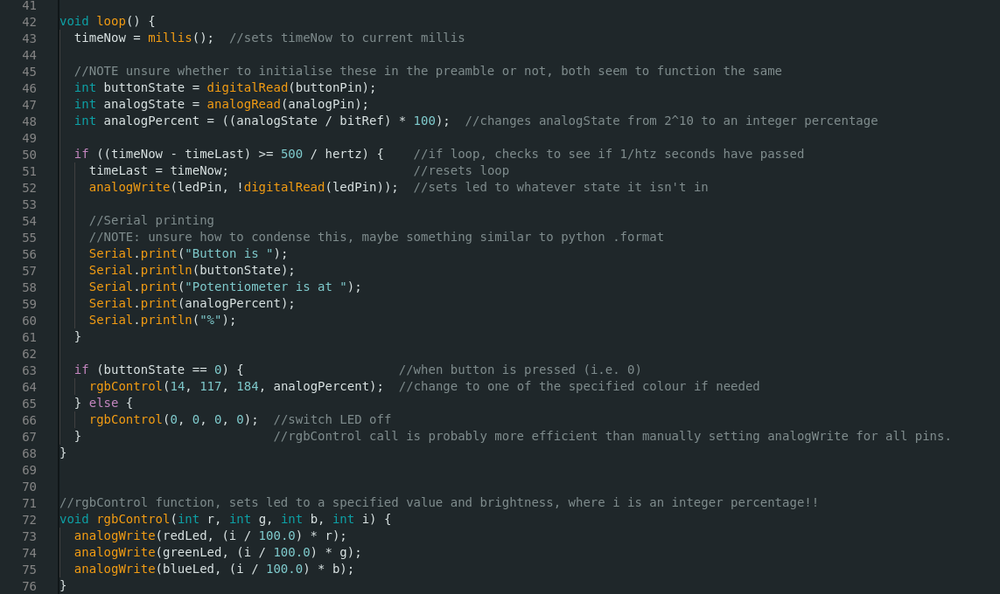 41
42 void loop() {
43   timeNow = millis();  //sets timeNow to current millis
44
45   //NOTE unsure whether to initialise these in the preamble or not, both seem to function the same
46   int buttonState = digitalRead(buttonPin);
47   int analogState = analogRead(analogPin);
48   int analogPercent = ((analogState / bitRef) * 100);  //changes analogState from 2^10 to an integer percentage
49
50   if ((timeNow - timeLast) >= 500 / hertz) {    //if loop, checks to see if 1/htz seconds have passed
51     timeLast = timeNow;                         //resets loop
52     analogWrite(ledPin, !digitalRead(ledPin));  //sets led to whatever state it isn't in
53
54     //Serial printing
55     //NOTE: unsure how to condense this, maybe something similar to python .format
56     Serial.print("Button is ");
57     Serial.println(buttonState);
58     Serial.print("Potentiometer is at ");
59     Serial.print(analogPercent);
60     Serial.println("%");
61   }
62
63   if (buttonState == 0) {                     //when button is pressed (i.e. 0)
64     rgbControl(14, 117, 184, analogPercent);  //change to one of the specified colour if needed
65   } else {
66     rgbControl(0, 0, 0, 0);  //switch LED off
67   }                          //rgbControl call is probably more efficient than manually setting analogWrite for all pins.
68 }
69
70
71 //rgbControl function, sets led to a specified value and brightness, where i is an integer percentage!!
72 void rgbControl(int r, int g, int b, int i) {
73   analogWrite(redLed, (i / 100.0) * r);
74   analogWrite(greenLed, (i / 100.0) * g);
75   analogWrite(blueLed, (i / 100.0) * b);
76 }